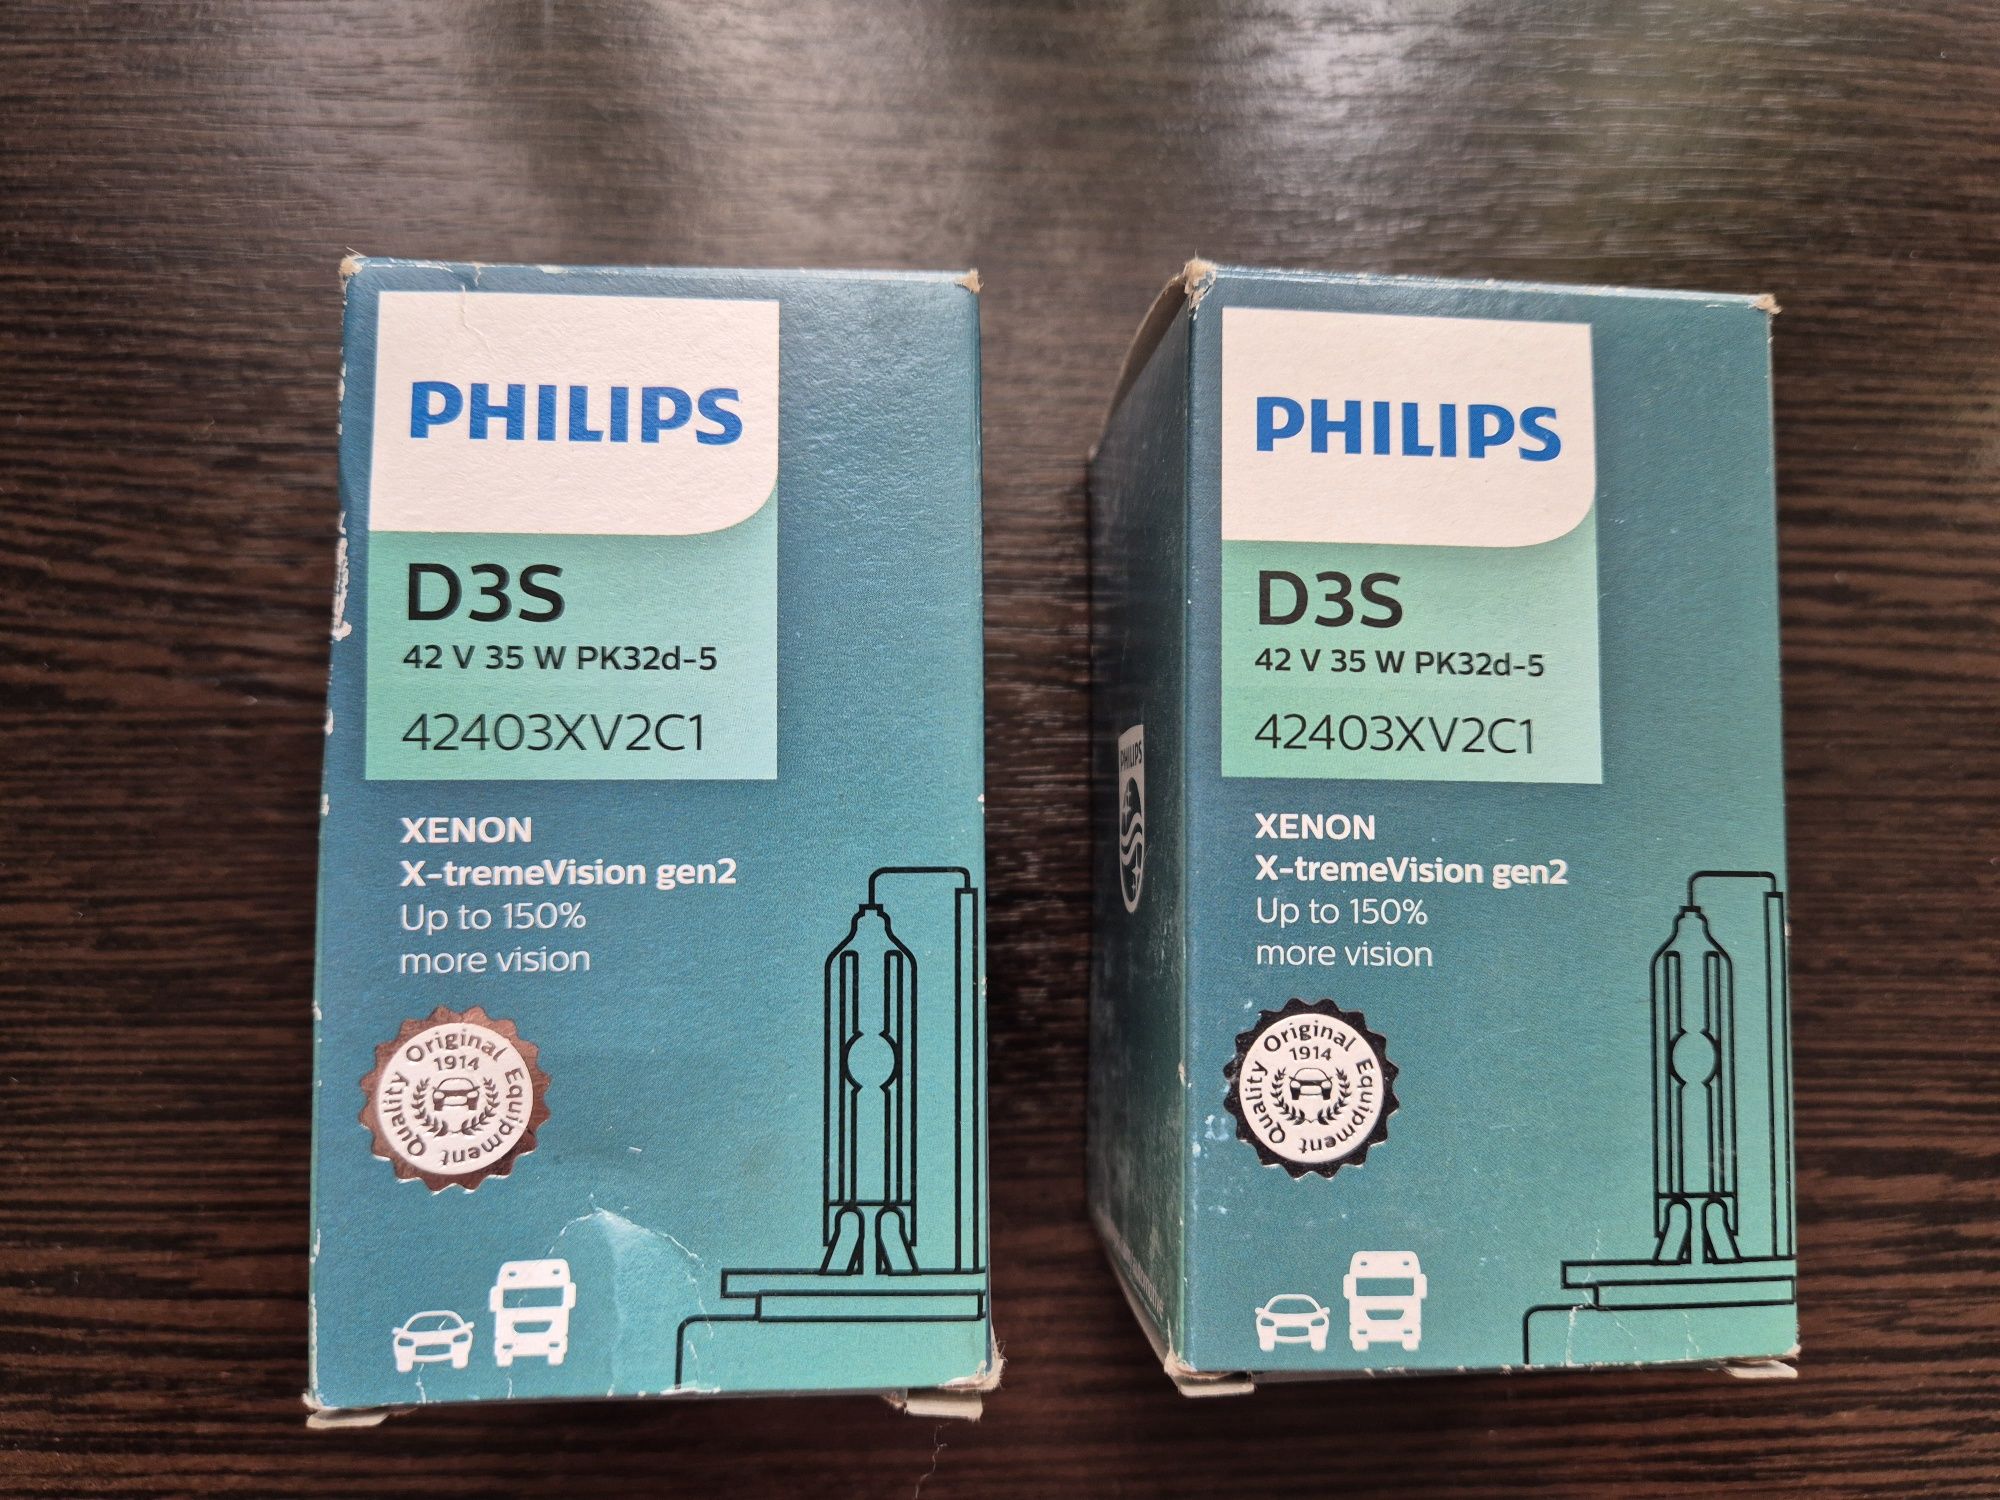 PHILIPS
D3S
42 V 35 W PK32d-5
42403XV2C1
XENON
X-tremeVision gen2
Up to 150%
more vision
Original Equipment Quality
1914
PHILIPS
D3S
42 V 35 W PK32d-5
42403XV2C1
XENON
X-tremeVision gen2
Up to 150%
more vision
Original Equipment Quality
1914
PHILIPS